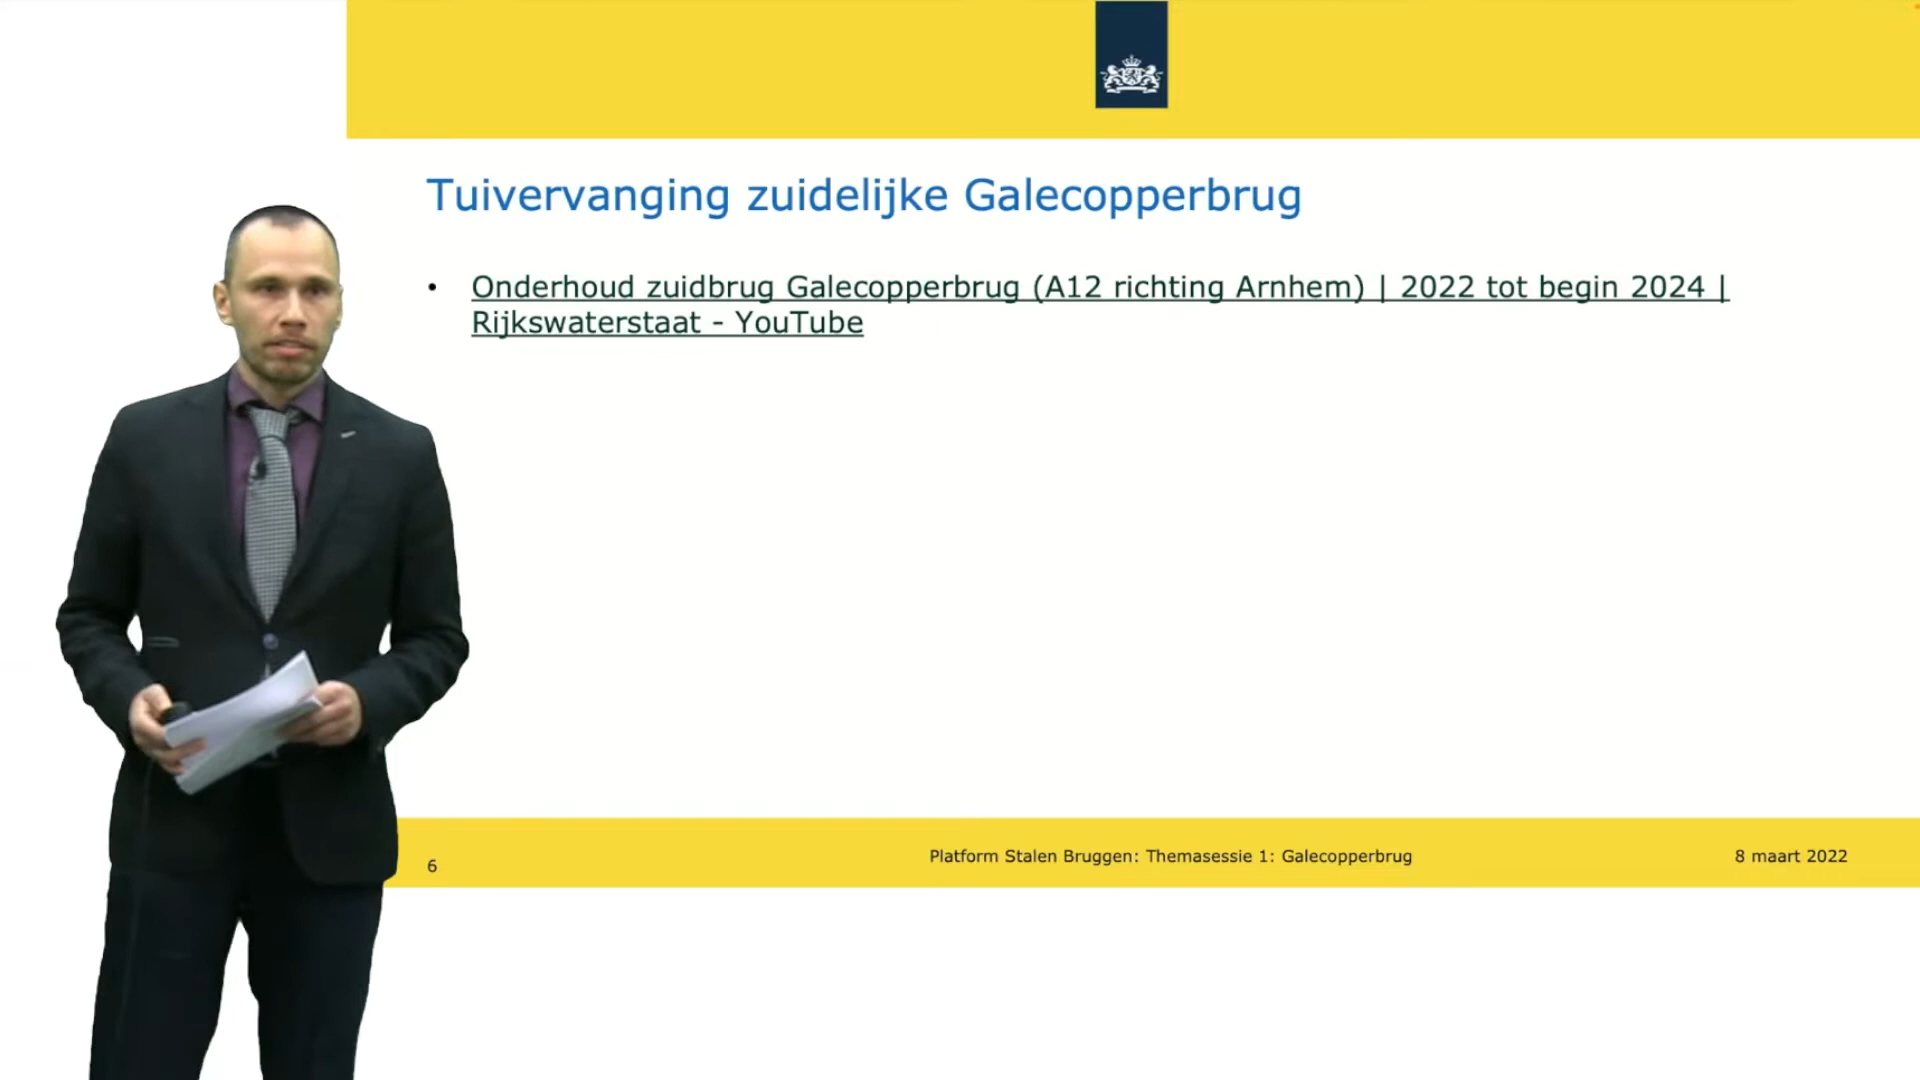 Tuivervanging zuidelijke Galecopperbrug
• Onderhoud zuidbrug Galecopperbrug (A12 richting Arnhem) | 2022 tot begin 2024 |
Rijkswaterstaat - YouTube
6
Platform Stalen Bruggen: Themasessie 1: Galecopperbrug
8 maart 2022